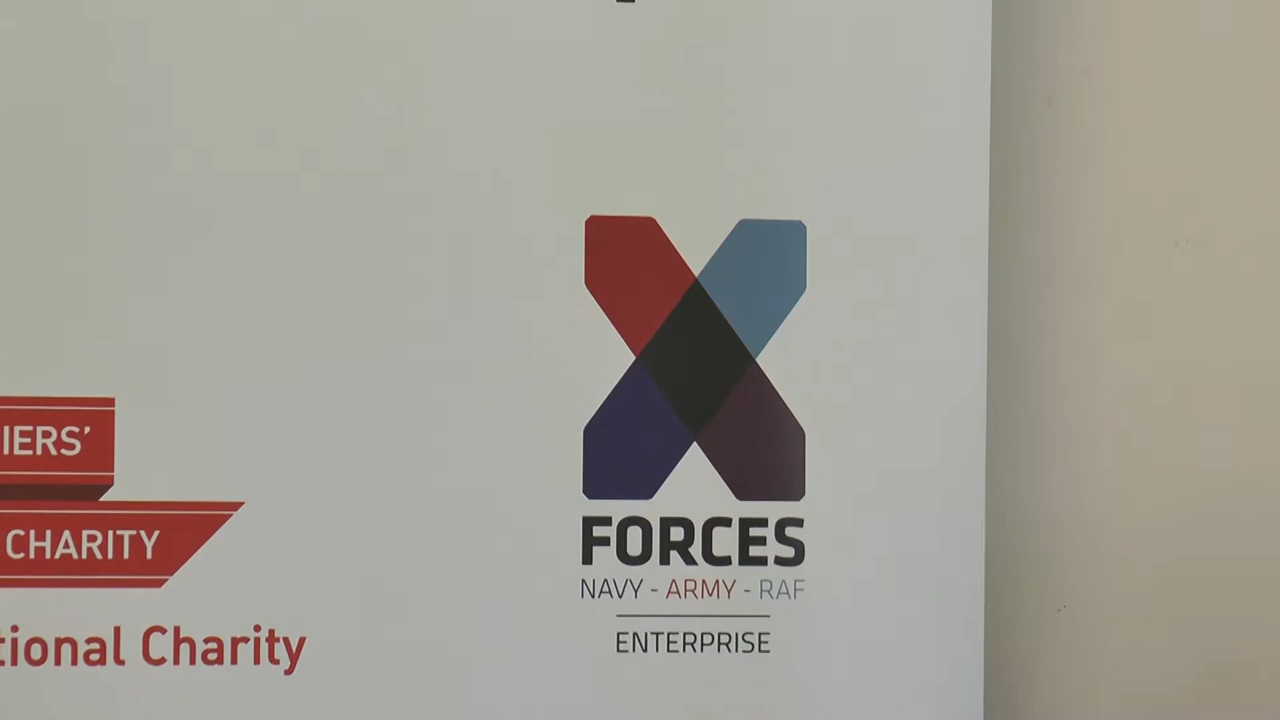 IERS’
CHARITY
tional Charity
FORCES
NAVY - ARMY - RAF
ENTERPRISE